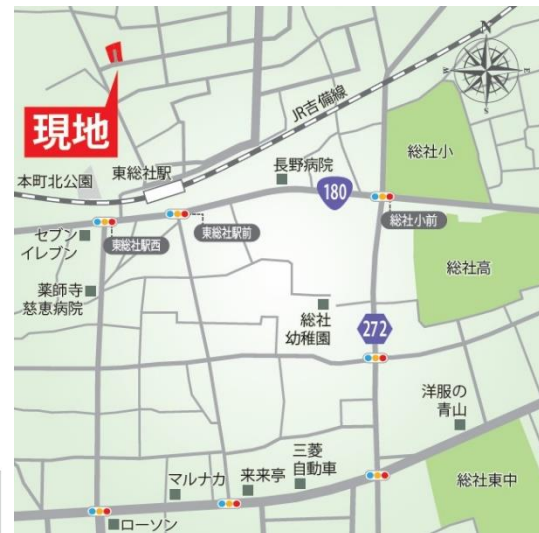 N
W
E
S
現地
JR吉備線
総社小
東総社駅
長野病院
本町北公園
180
セブン
イレブン
東総社駅西
東総社駅前
総社小前
総社高
薬師寺
慈恵病院
総社
幼稚園
272
洋服の
青山
三菱
自動車
マルナカ
来来亭
総社東中
ローソン